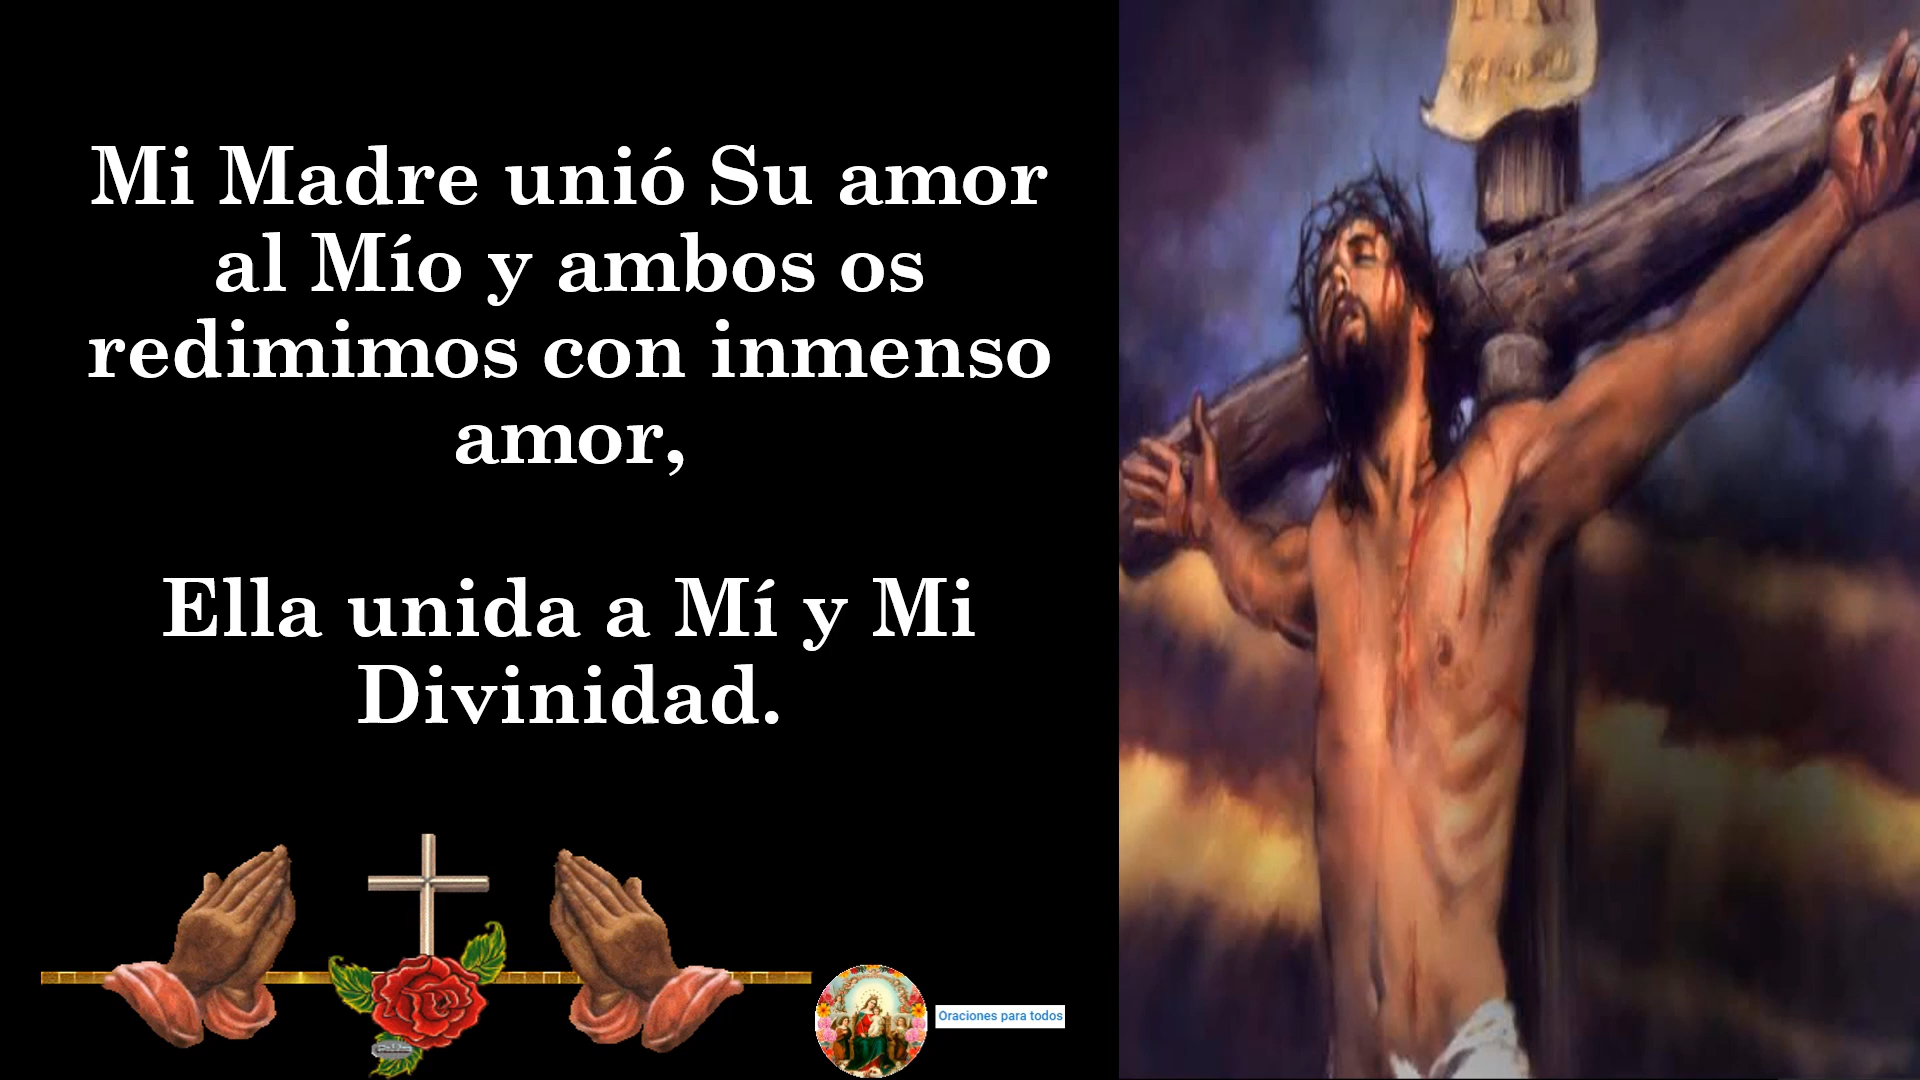 Mi Madre unió Su amor
al Mío y ambos os
redimimos con inmenso
amor,
Ella unida a Mí y Mi
Divinidad.
Oraciones para todos